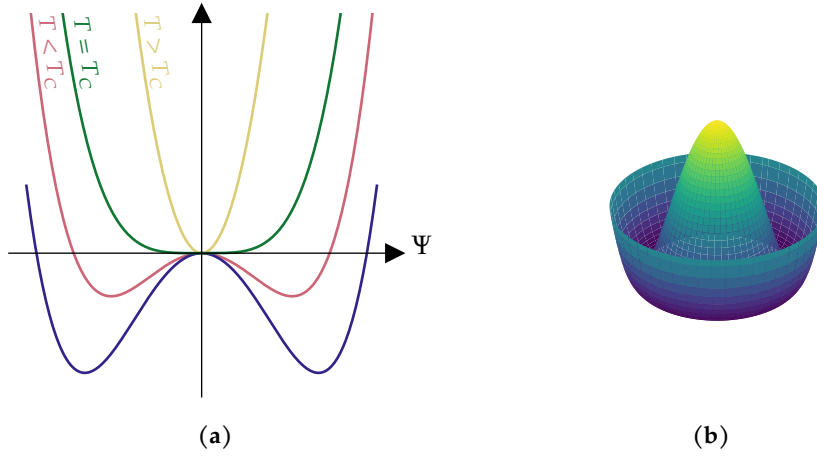 T < Tc
T = Tc
T > Tc
Ψ
(a)
(b)